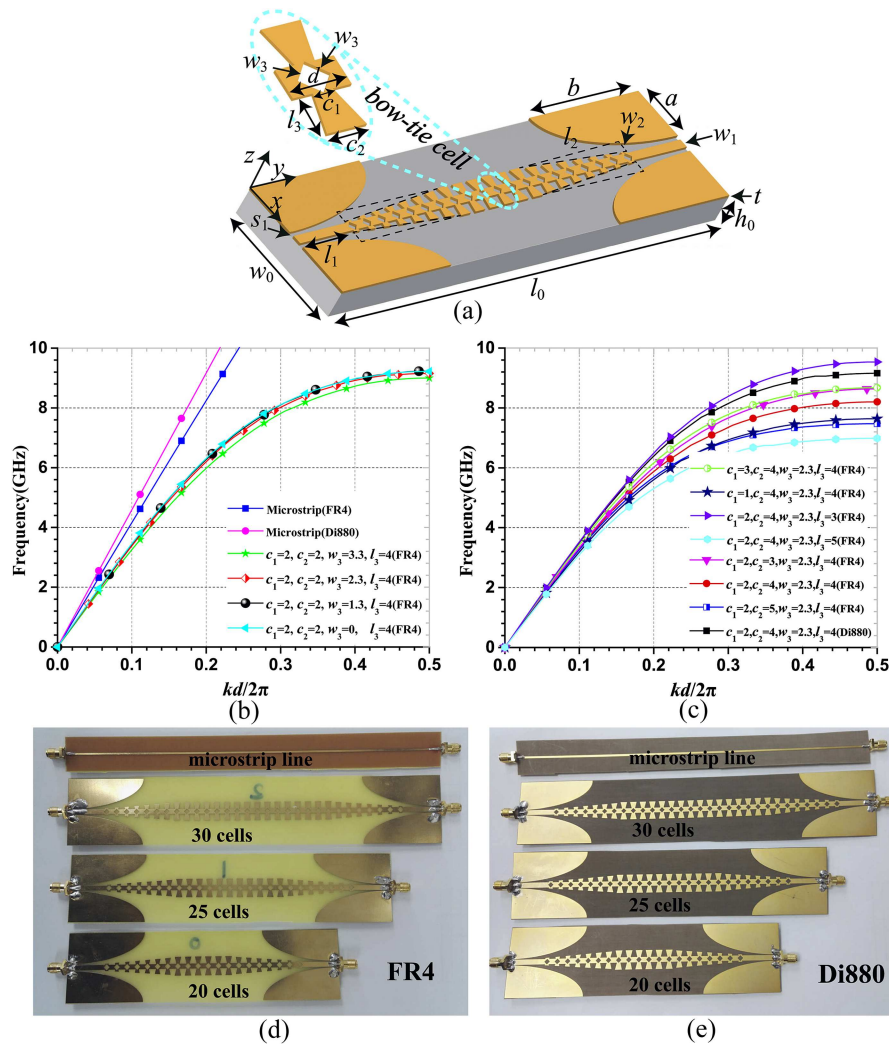 w3
w3
d
c1
l3
c2
bow-tie cell
b
a
w2
l2
w1
z
y
x
s1
l1
t
h0
w0
l0
(a)
10
8
6
4
2
0
Frequency(GHz)
0.0 0.1 0.2 0.3 0.4 0.5
kd/2π
Microstrip(FR4)
Microstrip(Di880)
c1=2, c2=2, w3=3.3, l3=4(FR4)
c1=2, c2=2, w3=2.3, l3=4(FR4)
c1=2, c2=2, w3=1.3, l3=4(FR4)
c1=2, c2=2, w3=0, l3=4(FR4)
(b)
10
8
6
4
2
0
Frequency(GHz)
0.0 0.1 0.2 0.3 0.4 0.5
kd/2π
c1=3,c2=4,w3=2.3,l3=4(FR4)
c1=1,c2=4,w3=2.3,l3=4(FR4)
c1=2,c2=4,w3=2.3,l3=3(FR4)
c1=2,c2=4,w3=2.3,l3=5(FR4)
c1=2,c2=3,w3=2.3,l3=4(FR4)
c1=2,c2=4,w3=2.3,l3=4(FR4)
c1=2,c2=5,w3=2.3,l3=4(FR4)
c1=2,c2=4,w3=2.3,l3=4(Di880)
(c)
microstrip line
30 cells
25 cells
20 cells
FR4
(d)
microstrip line
30 cells
25 cells
20 cells
Di880
(e)